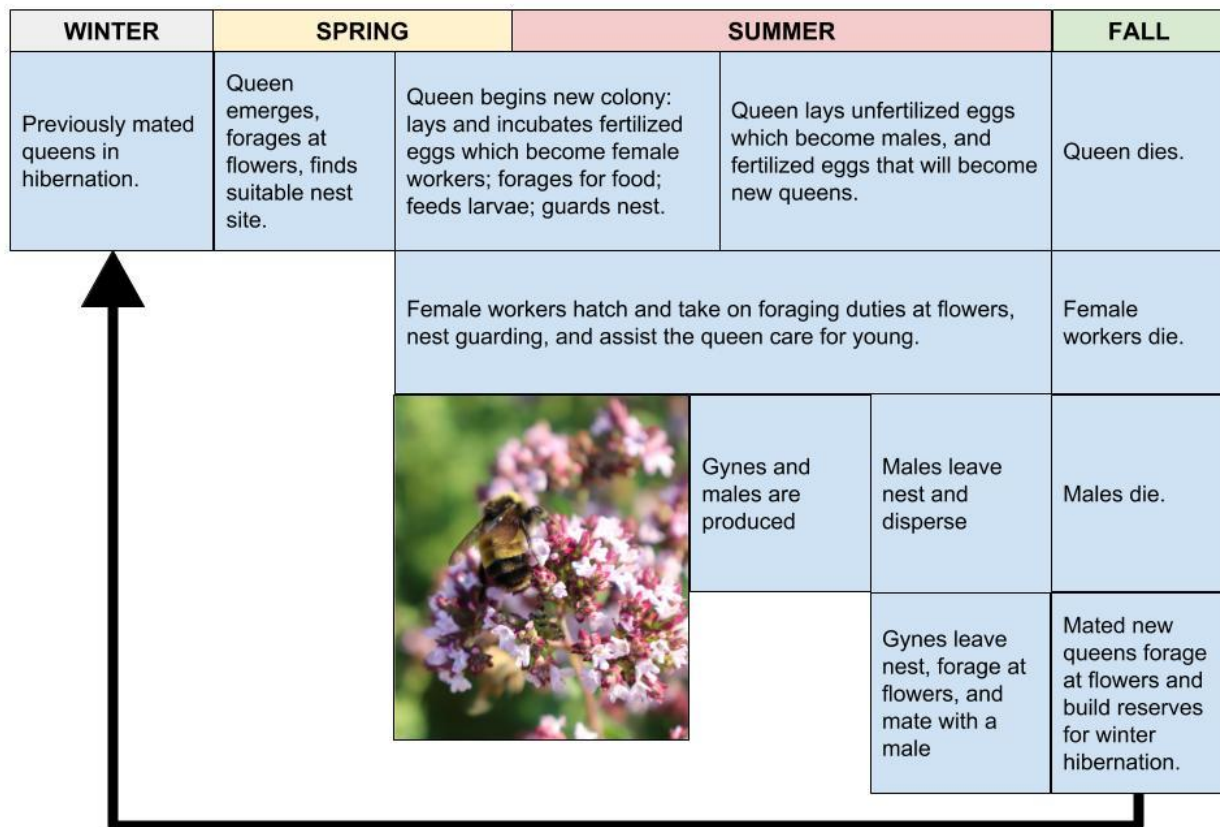 WINTER
SPRING
SUMMER
FALL
Previously mated
queens in
hibernation.
Queen
emerges,
forages at
flowers, finds
suitable nest
site.
Queen begins new colony:
lays and incubates fertilized
eggs which become female
workers; forages for food;
feeds larvae; guards nest.
Queen lays unfertilized eggs
which become males, and
fertilized eggs that will become
new queens.
Queen dies.
Female workers hatch and take on foraging duties at flowers,
nest guarding, and assist the queen care for young.
Female
workers die.
Gynes and
males are
produced
Males leave
nest and
disperse
Males die.
Gynes leave
nest, forage at
flowers, and
mate with a
male
Mated new
queens forage
at flowers and
build reserves
for winter
hibernation.